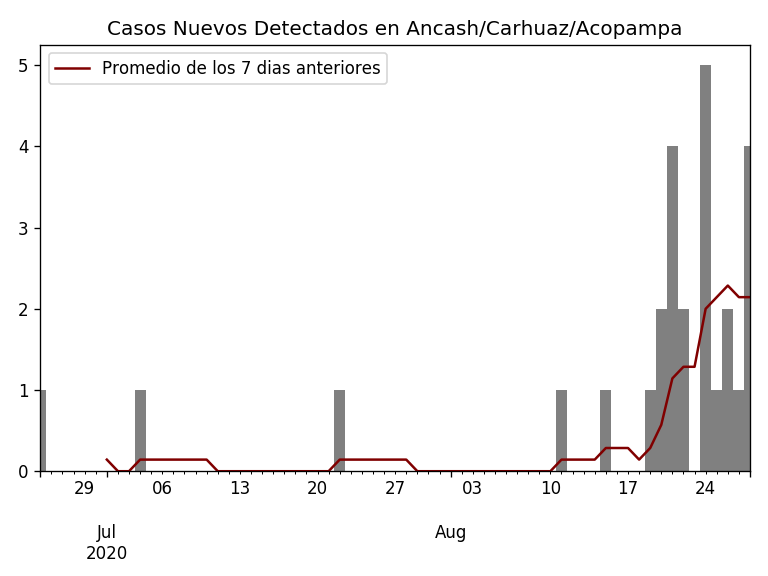 Casos Nuevos Detectados en Ancash/Carhuaz/Acopampa
Promedio de los 7 dias anteriores
5
4
3
2
1
0
29 06 13 20 27 03 10 17 24
Jul Aug
2020